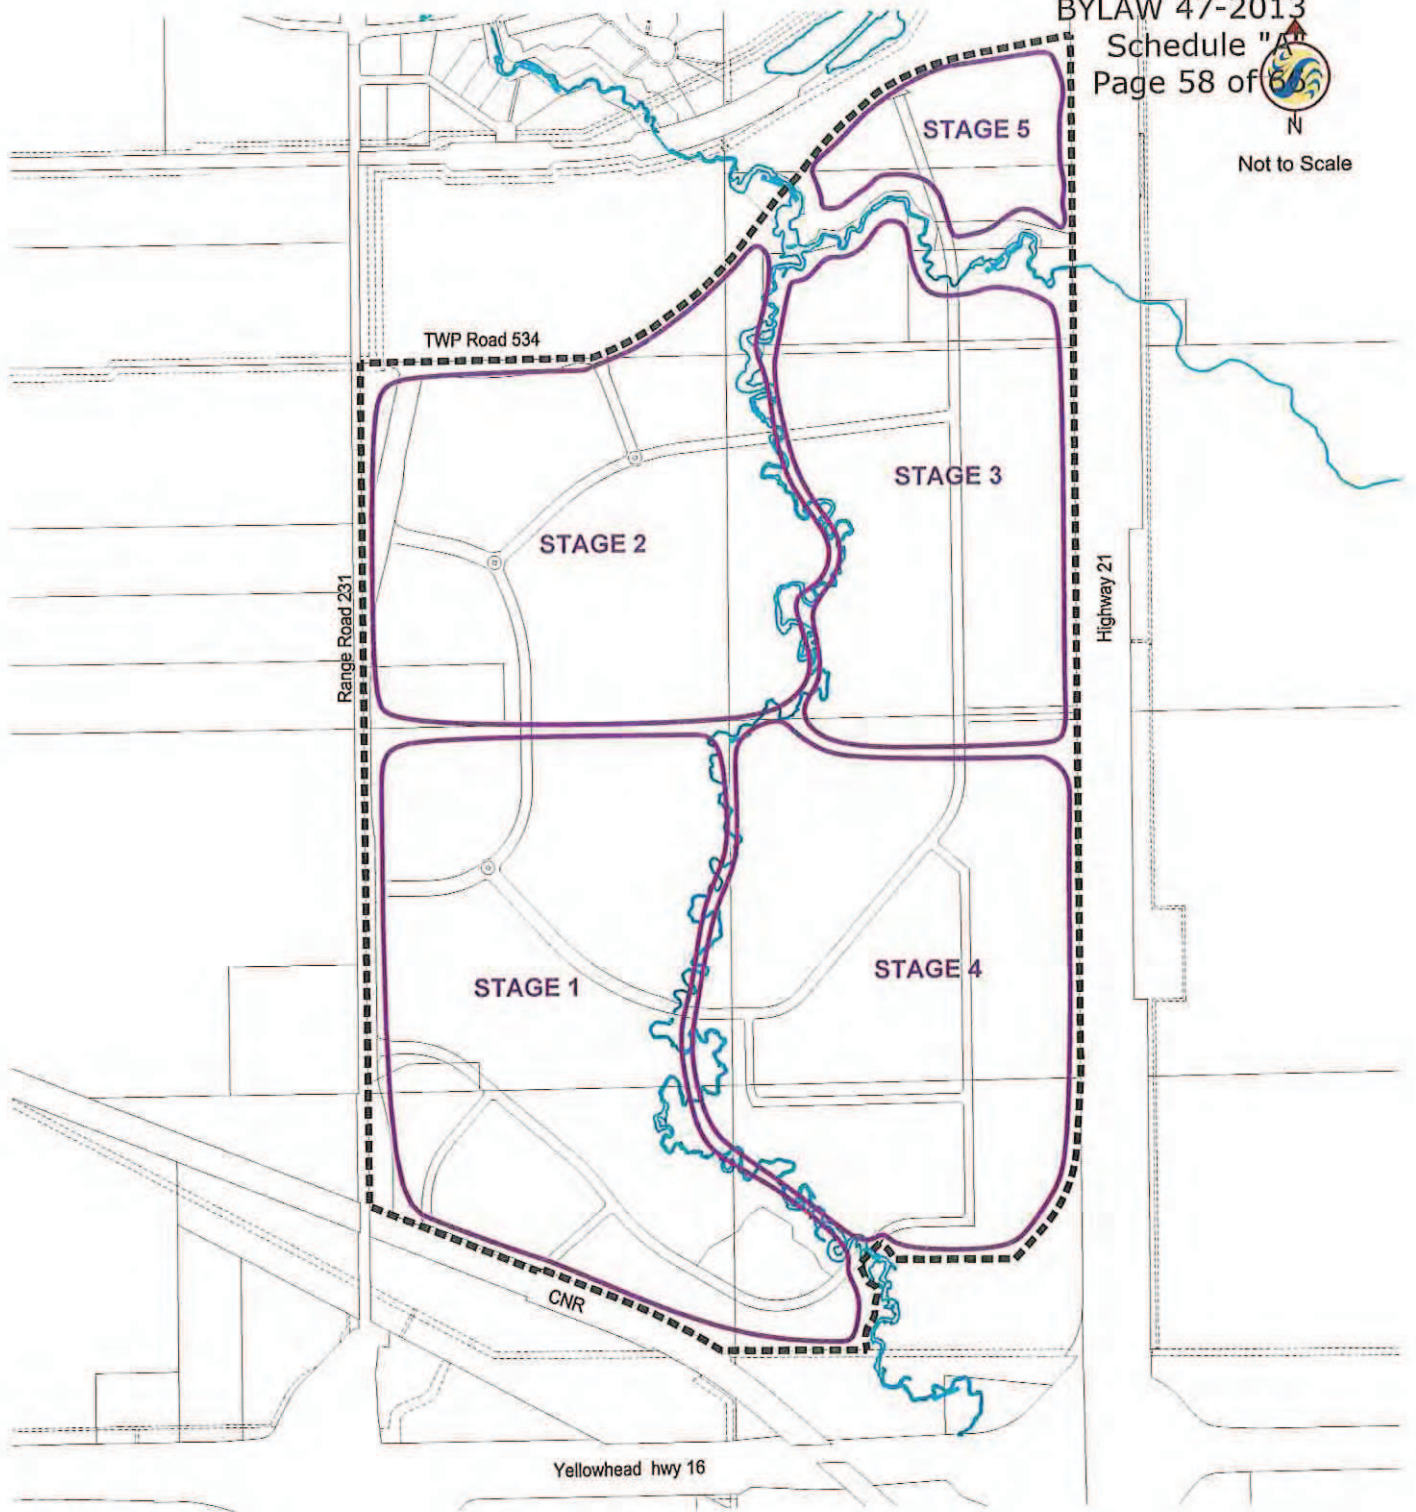 BYLAW 47-2013
Schedule "A"
Page 58 of
N
Not to Scale
STAGE 5
TWP Road 534
STAGE 3
STAGE 2
Range Road 231
Highway 21
STAGE 4
STAGE 1
CNR
Yellowhead hwy 16